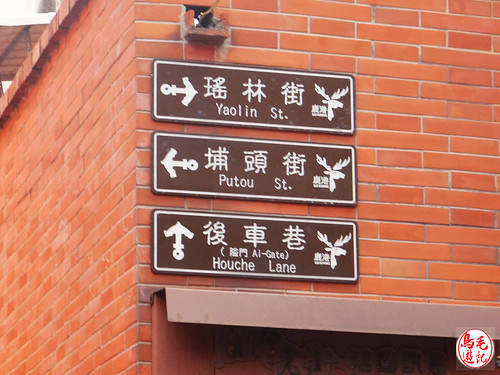 瑤林街
Yaolin St.
鹿港
埔頭街
Putou St.
鹿港
後車巷
(隘門 Ai-Gate)
Houche Lane
鹿港
鳥毛
遊記